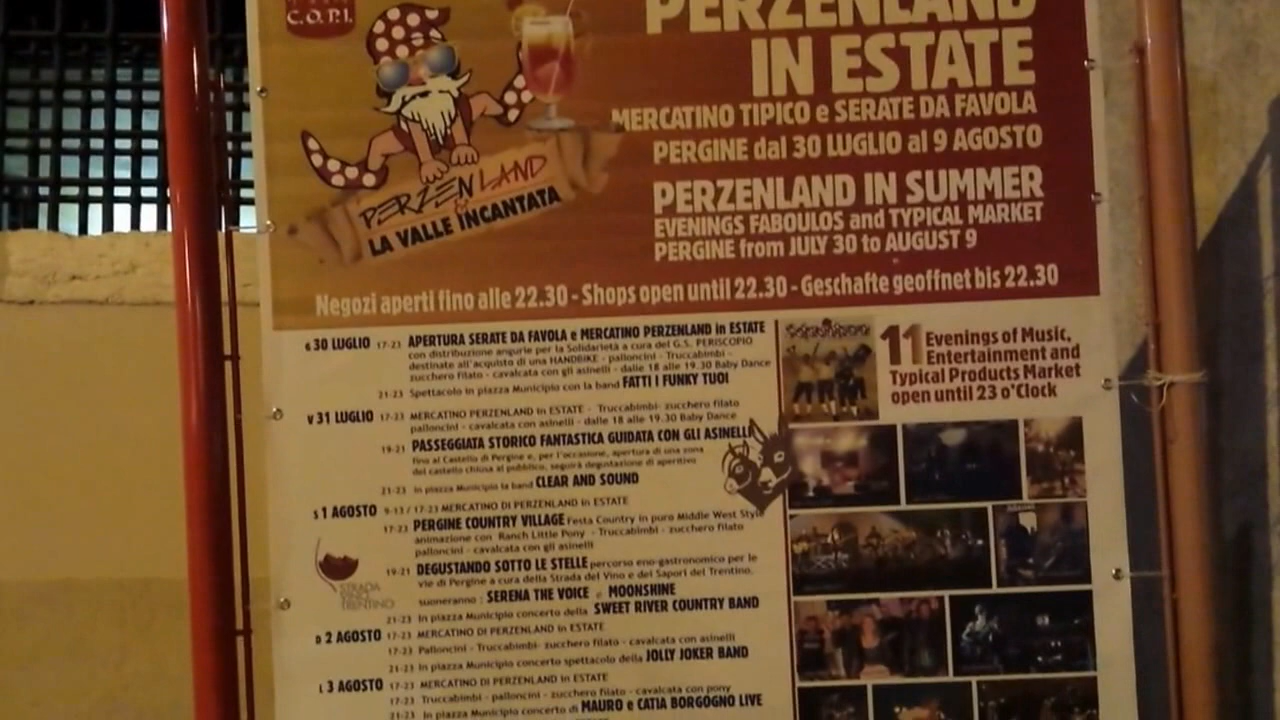 C.O.P.I.
PERZENLAND
IN ESTATE
MERCATINO TIPICO e SERATE DA FAVOLA
PERGINE dal 30 LUGLIO al 9 AGOSTO
PERZENLAND IN SUMMER
EVENINGS FABOULOS and TYPICAL MARKET
PERGINE from JULY 30 to AUGUST 9
PERZENLAND
LA VALLE INCANTATA
Negozi aperti fino alle 22.30 - Shops open until 22.30 - Geschafte geoffnet bis 22.30
G 30 LUGLIO 17-23 APERTURA SERATE DA FAVOLA e MERCATINO PERZENLAND in ESTATE
con distribuzione angurie per la Solidarietà a cura del G.S. PERISCOPIO
destinate all'acquisto di una HANDBIKE - palloncini - Truccabimbi -
zucchero filato - cavalcata con gli asinelli - dalle 18 alle 19.30 Baby Dance
21-23 Spettacolo in piazza Municipio con la band FATTI I FUNKY TUOI
V 31 LUGLIO 17-23 MERCATINO PERZENLAND in ESTATE - Truccabimbi- zucchero filato
palloncini - cavalcata con asinelli - dalle 18 alle 19.30 Baby Dance
19-21 PASSEGGIATA STORICO FANTASTICA GUIDATA CON GLI ASINELLI
fino al Castello di Pergine e, per l'occasione, apertura di una zona
del castello chiusa al pubblico, seguirà degustazione di aperitivo
21-23 in piazza Municipio la band CLEAR AND SOUND
S 1 AGOSTO 9-13 / 17-23 MERCATINO DI PERZENLAND in ESTATE
17-23 PERGINE COUNTRY VILLAGE Festa Country in puro Middle West Style
animazione con Ranch Little Pony - Truccabimbi - zucchero filato
palloncini - cavalcata con gli asinelli
19-21 DEGUSTANDO SOTTO LE STELLE percorso eno-gastronomico per le
vie di Pergine a cura della Strada del Vino e dei Sapori del Trentino,
suoneranno : SERENA THE VOICE e MOONSHINE
21-23 In piazza Municipio concerto della SWEET RIVER COUNTRY BAND
STRADA
VINO
TRENTINO
D 2 AGOSTO 17-23 MERCATINO DI PERZENLAND in ESTATE
17-23 Palloncini - Truccabimbi- zucchero filato - cavalcata con asinelli
21-23 In piazza Municipio concerto spettacolo della JOLLY JOKER BAND
L 3 AGOSTO 17-23 MERCATINO DI PERZENLAND in ESTATE
17-23 Truccabimbi - palloncini - zucchero filato - cavalcata con pony
21-23 In piazza Municipio concerto di MAURO e CATIA BORGOGNO LIVE
11 Evenings of Music,
Entertainment and
Typical Products Market
open until 23 o'Clock